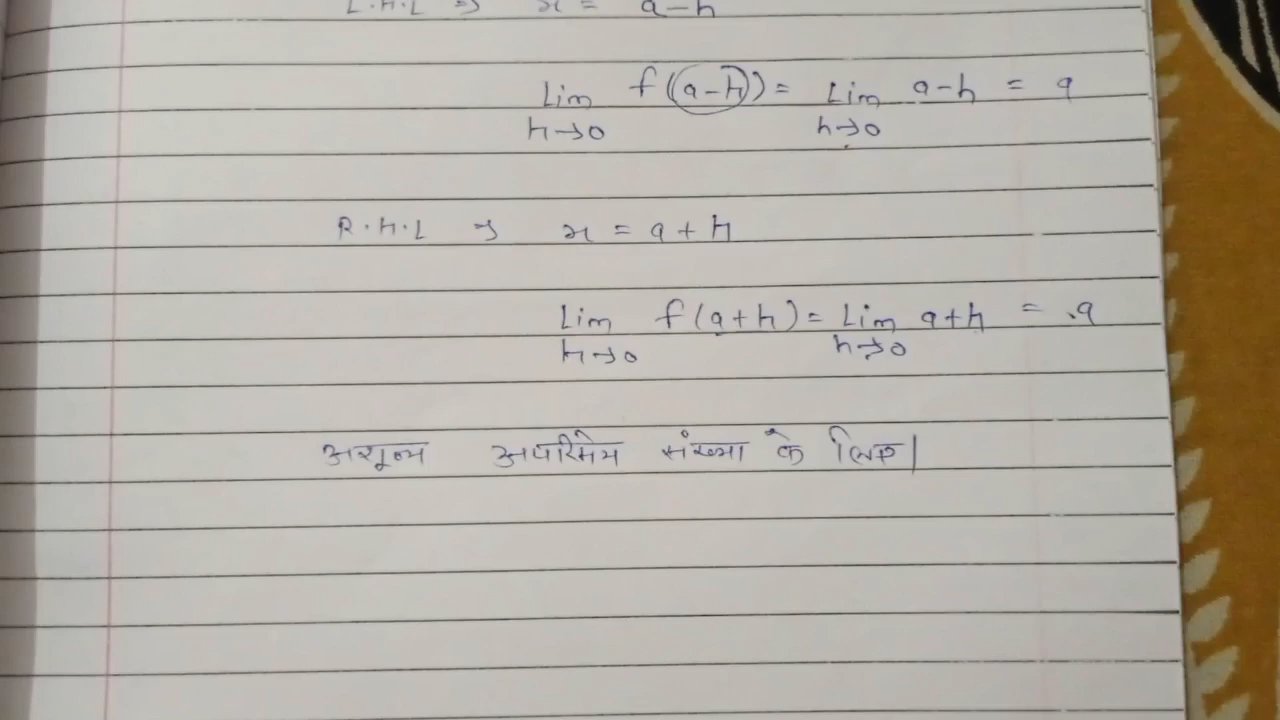 L.H.L ⇒ x = a-h
Lim f(a-h) = Lim a-h = a
h→0 h→0
R.H.L ⇒ x = a+h
Lim f(a+h) = Lim a+h = a
h→0 h→0
अशून्य अपरिमेय संख्या के लिए।